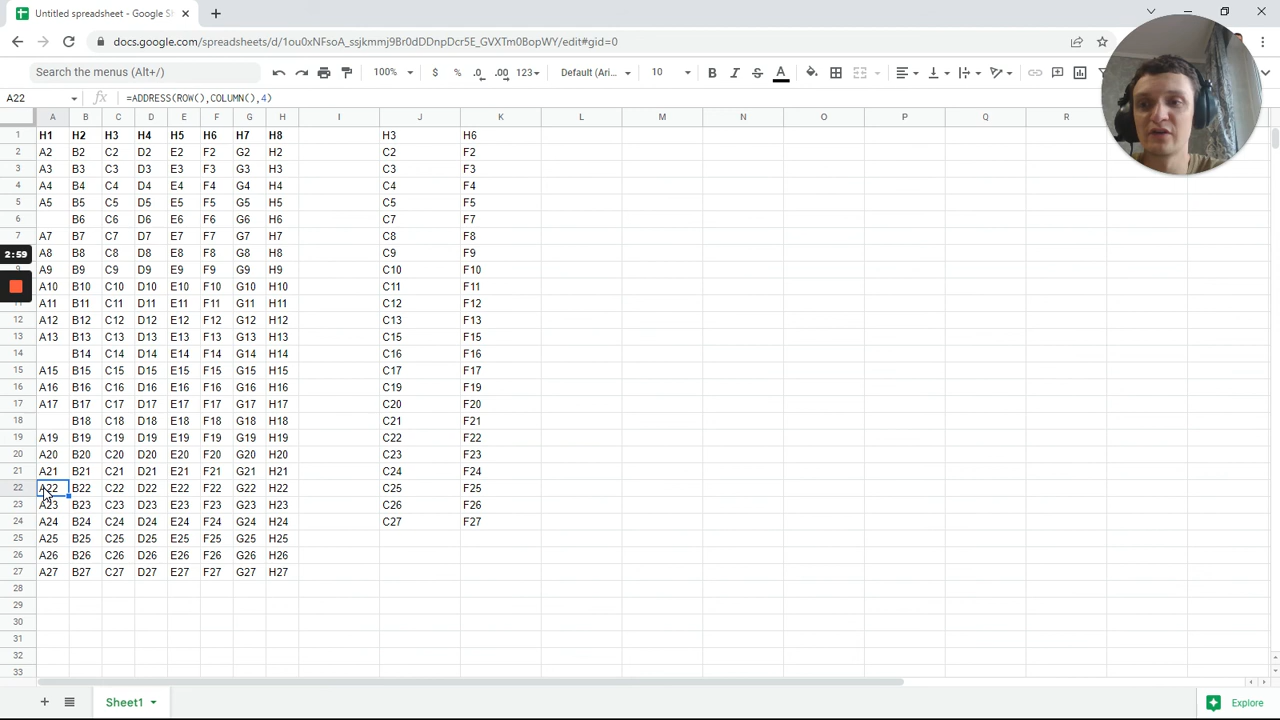 Untitled spreadsheet - Google Sh
docs.google.com/spreadsheets/d/1ou0xNFsoA_ssjkmmj9BrOtDDnpDcr5E_GVXTm0BopWY/edit#gid=0
Search the menus (Alt+/) 100% $ % .0 .00 123 Default (Ari... 10 B I S A
A22 fx =ADDRESS(ROW(),COLUMN(),4)
A B C D E F G H I K L M N O P Q R
1 H1 H2 H3 H4 H5 H6 H7 H8 H3 H6
2 A2 B2 C2 D2 E2 F2 G2 H2 C2 F2
3 A3 B3 C3 D3 E3 F3 G3 H3 C3 F3
4 A4 B4 C4 D4 E4 F4 G4 H4 C4 F4
5 A5 B5 C5 D5 E5 F5 G5 H5 C5 F5
6 B6 C6 D6 E6 F6 G6 H6 C7 F7
7 A7 B7 C7 D7 E7 F7 G7 H7 C8 F8
2:59 A8 B8 C8 D8 E8 F8 G8 H8 C9 F9
9 A9 B9 C9 D9 E9 F9 G9 H9 C10 F10
A10 B10 C10 D10 E10 F10 G10 H10 C11 F11
11 A11 B11 C11 D11 E11 F11 G11 H11 C12 F12
12 A12 B12 C12 D12 E12 F12 G12 H12 C13 F13
13 A13 B13 C13 D13 E13 F13 G13 H13 C15 F15
14 B14 C14 D14 E14 F14 G14 H14 C16 F16
15 A15 B15 C15 D15 E15 F15 G15 H15 C17 F17
16 A16 B16 C16 D16 E16 F16 G16 H16 C19 F19
17 A17 B17 C17 D17 E17 F17 G17 H17 C20 F20
18 B18 C18 D18 E18 F18 G18 H18 C21 F21
19 A19 B19 C19 D19 E19 F19 G19 H19 C22 F22
20 A20 B20 C20 D20 E20 F20 G20 H20 C23 F23
21 A21 B21 C21 D21 E21 F21 G21 H21 C24 F24
22 A22 B22 C22 D22 E22 F22 G22 H22 C25 F25
23 A23 B23 C23 D23 E23 F23 G23 H23 C26 F26
24 A24 B24 C24 D24 E24 F24 G24 H24 C27 F27
25 A25 B25 C25 D25 E25 F25 G25 H25
26 A26 B26 C26 D26 E26 F26 G26 H26
27 A27 B27 C27 D27 E27 F27 G27 H27
28
29
30
31
32
33
Sheet1 Explore